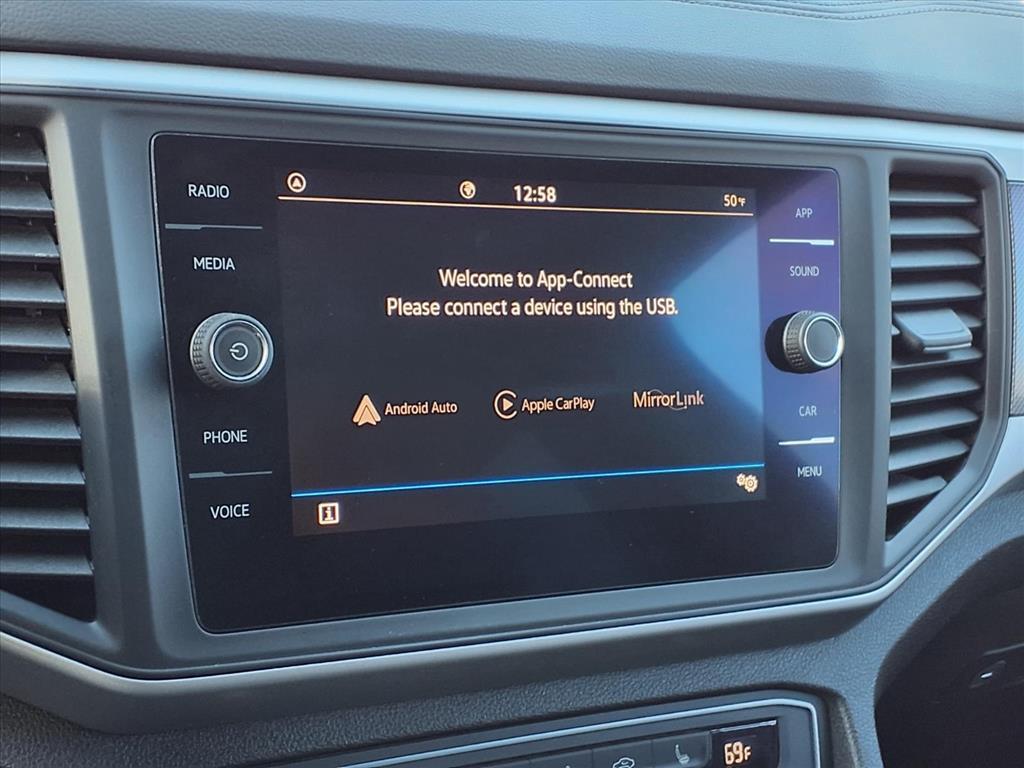 RADIO
MEDIA
PHONE
VOICE
12:58
50°F
Welcome to App-Connect
Please connect a device using the USB.
Android Auto
Apple CarPlay
MirrorLink
i
APP
SOUND
CAR
MENU
69F